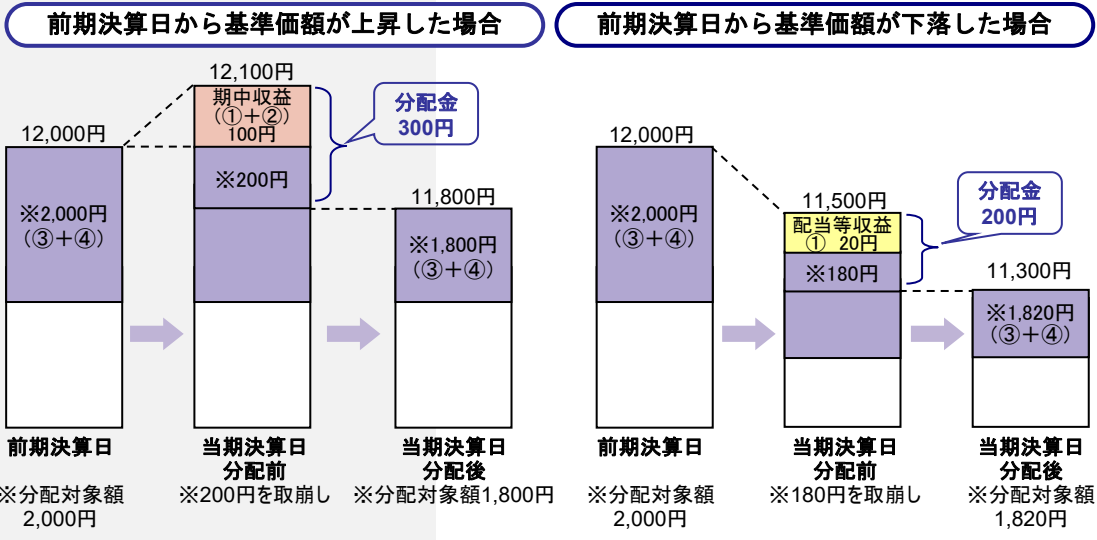 前期決算日から基準価額が上昇した場合
12,100円
期中収益
(①+②)
100円
分配金
300円
12,000円
※2,000円
(③+④)
※200円
11,800円
※1,800円
(③+④)
前期決算日
当期決算日
分配前
当期決算日
分配後
※分配対象額
2,000円
※200円を取崩し
※分配対象額1,800円
前期決算日から基準価額が下落した場合
12,000円
※2,000円
(③+④)
11,500円
配当等収益
① 20円
※180円
分配金
200円
11,300円
※1,820円
(③+④)
前期決算日
当期決算日
分配前
当期決算日
分配後
※分配対象額
2,000円
※180円を取崩し
※分配対象額
1,820円